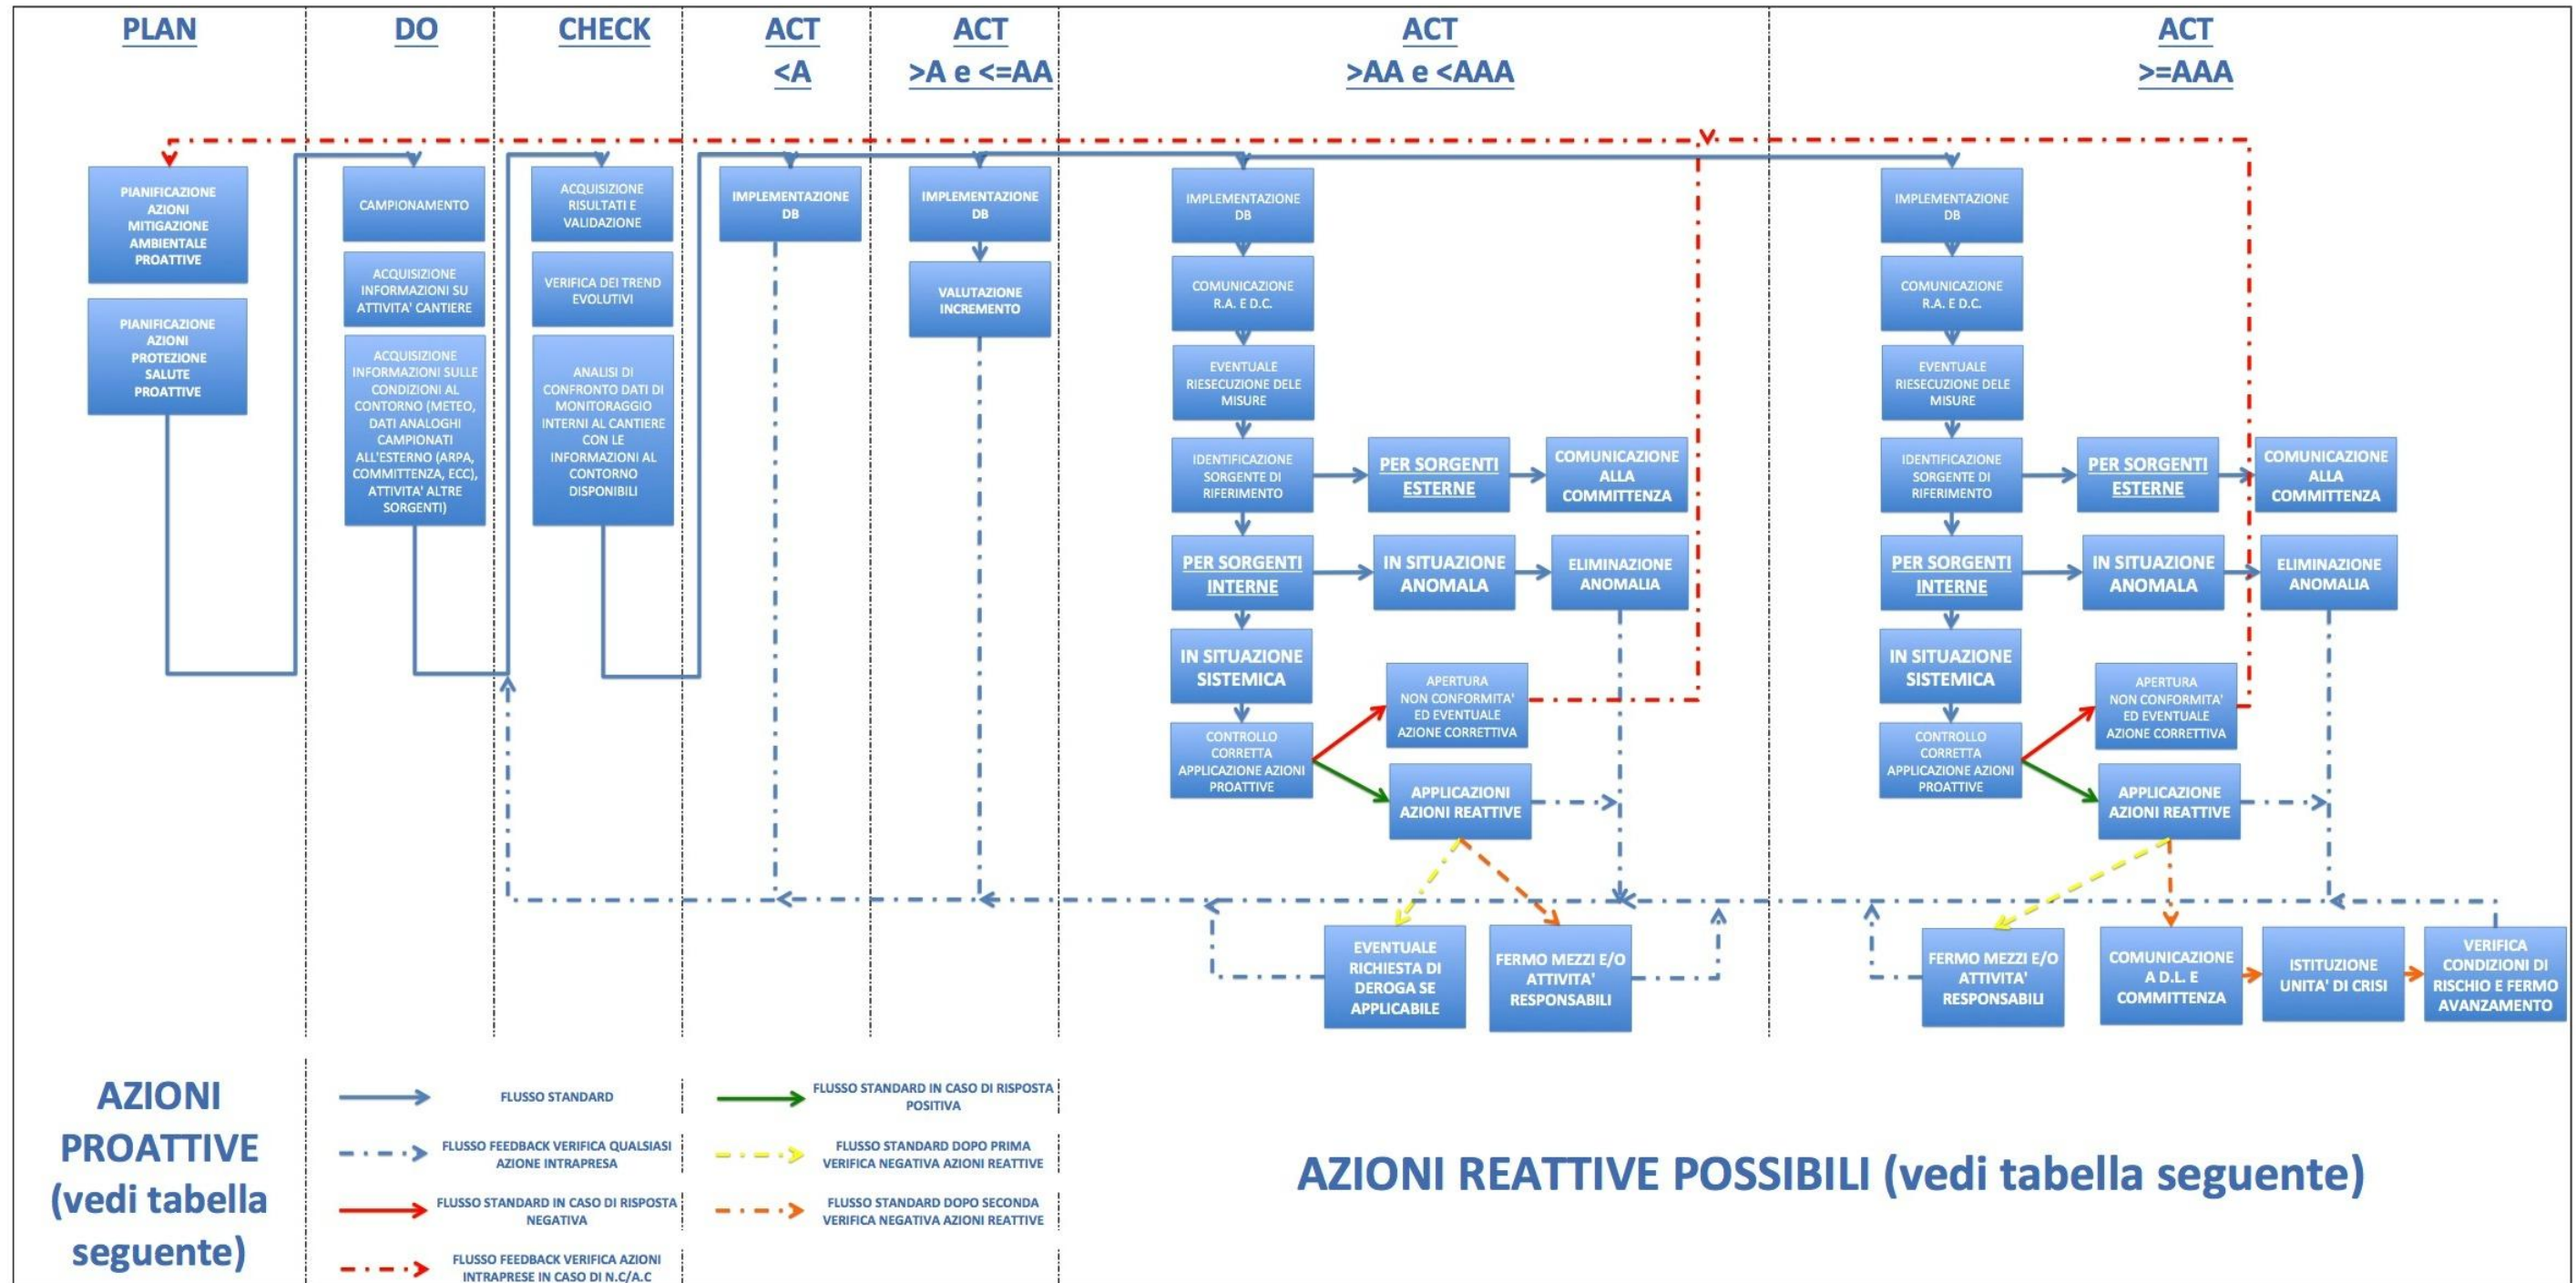 PLAN
DO
CHECK
ACT
<A
ACT
>A e <=AA
ACT
>AA e <AAA
ACT
>=AAA
PIANIFICAZIONE
AZIONI
MITIGAZIONE
AMBIENTALE
PROATTIVE
PIANIFICAZIONE
AZIONI
PROTEZIONE
SALUTE
PROATTIVE
CAMPIONAMENTO
ACQUISIZIONE
INFORMAZIONI SU
ATTIVITA' CANTIERE
ACQUISIZIONE
INFORMAZIONI SULLE
CONDIZIONI AL
CONTORNO (METEO,
DATI ANALOGHI
CAMPIONATI
ALL'ESTERNO (ARPA,
COMMITTENZA, ECC),
ATTIVITA' ALTRE
SORGENTI)
ACQUISIZIONE
RISULTATI E
VALIDAZIONE
VERIFICA DEI TREND
EVOLUTIVI
ANALISI DI
CONFRONTO DATI DI
MONITORAGGIO
INTERNI AL CANTIERE
CON LE
INFORMAZIONI AL
CONTORNO
DISPONIBILI
IMPLEMENTAZIONE
DB
IMPLEMENTAZIONE
DB
VALUTAZIONE
INCREMENTO
IMPLEMENTAZIONE
DB
COMUNICAZIONE
R.A. E D.C.
EVENTUALE
RIESECUZIONE DELE
MISURE
IDENTIFICAZIONE
SORGENTE DI
RIFERIMENTO
PER SORGENTI
ESTERNE
COMUNICAZIONE
ALLA
COMMITTENZA
PER SORGENTI
INTERNE
IN SITUAZIONE
ANOMALA
ELIMINAZIONE
ANOMALIA
IN SITUAZIONE
SISTEMICA
APERTURA
NON CONFORMITA'
ED EVENTUALE
AZIONE CORRETTIVA
CONTROLLO
CORRETTA
APPLICAZIONE AZIONI
PROATTIVE
APPLICAZIONI
AZIONI REATTIVE
EVENTUALE
RICHIESTA DI
DEROGA SE
APPLICABILE
FERMO MEZZI E/O
ATTIVITA'
RESPONSABILI
IMPLEMENTAZIONE
DB
COMUNICAZIONE
R.A. E D.C.
EVENTUALE
RIESECUZIONE DELE
MISURE
IDENTIFICAZIONE
SORGENTE DI
RIFERIMENTO
PER SORGENTI
ESTERNE
COMUNICAZIONE
ALLA
COMMITTENZA
PER SORGENTI
INTERNE
IN SITUAZIONE
ANOMALA
ELIMINAZIONE
ANOMALIA
IN SITUAZIONE
SISTEMICA
APERTURA
NON CONFORMITA'
ED EVENTUALE
AZIONE CORRETTIVA
CONTROLLO
CORRETTA
APPLICAZIONE AZIONI
PROATTIVE
APPLICAZIONE
AZIONI REATTIVE
FERMO MEZZI E/O
ATTIVITA'
RESPONSABILI
COMUNICAZIONE
A D.L. E
COMMITTENZA
ISTITUZIONE
UNITA' DI CRISI
VERIFICA
CONDIZIONI DI
RISCHIO E FERMO
AVANZAMENTO
AZIONI
PROATTIVE
(vedi tabella
seguente)
FLUSSO STANDARD
FLUSSO FEEDBACK VERIFICA QUALSIASI
AZIONE INTRAPRESA
FLUSSO STANDARD IN CASO DI RISPOSTA
NEGATIVA
FLUSSO FEEDBACK VERIFICA AZIONI
INTRAPRESE IN CASO DI N.C/A.C
FLUSSO STANDARD IN CASO DI RISPOSTA
POSITIVA
FLUSSO STANDARD DOPO PRIMA
VERIFICA NEGATIVA AZIONI REATTIVE
FLUSSO STANDARD DOPO SECONDA
VERIFICA NEGATIVA AZIONI REATTIVE
AZIONI REATTIVE POSSIBILI (vedi tabella seguente)